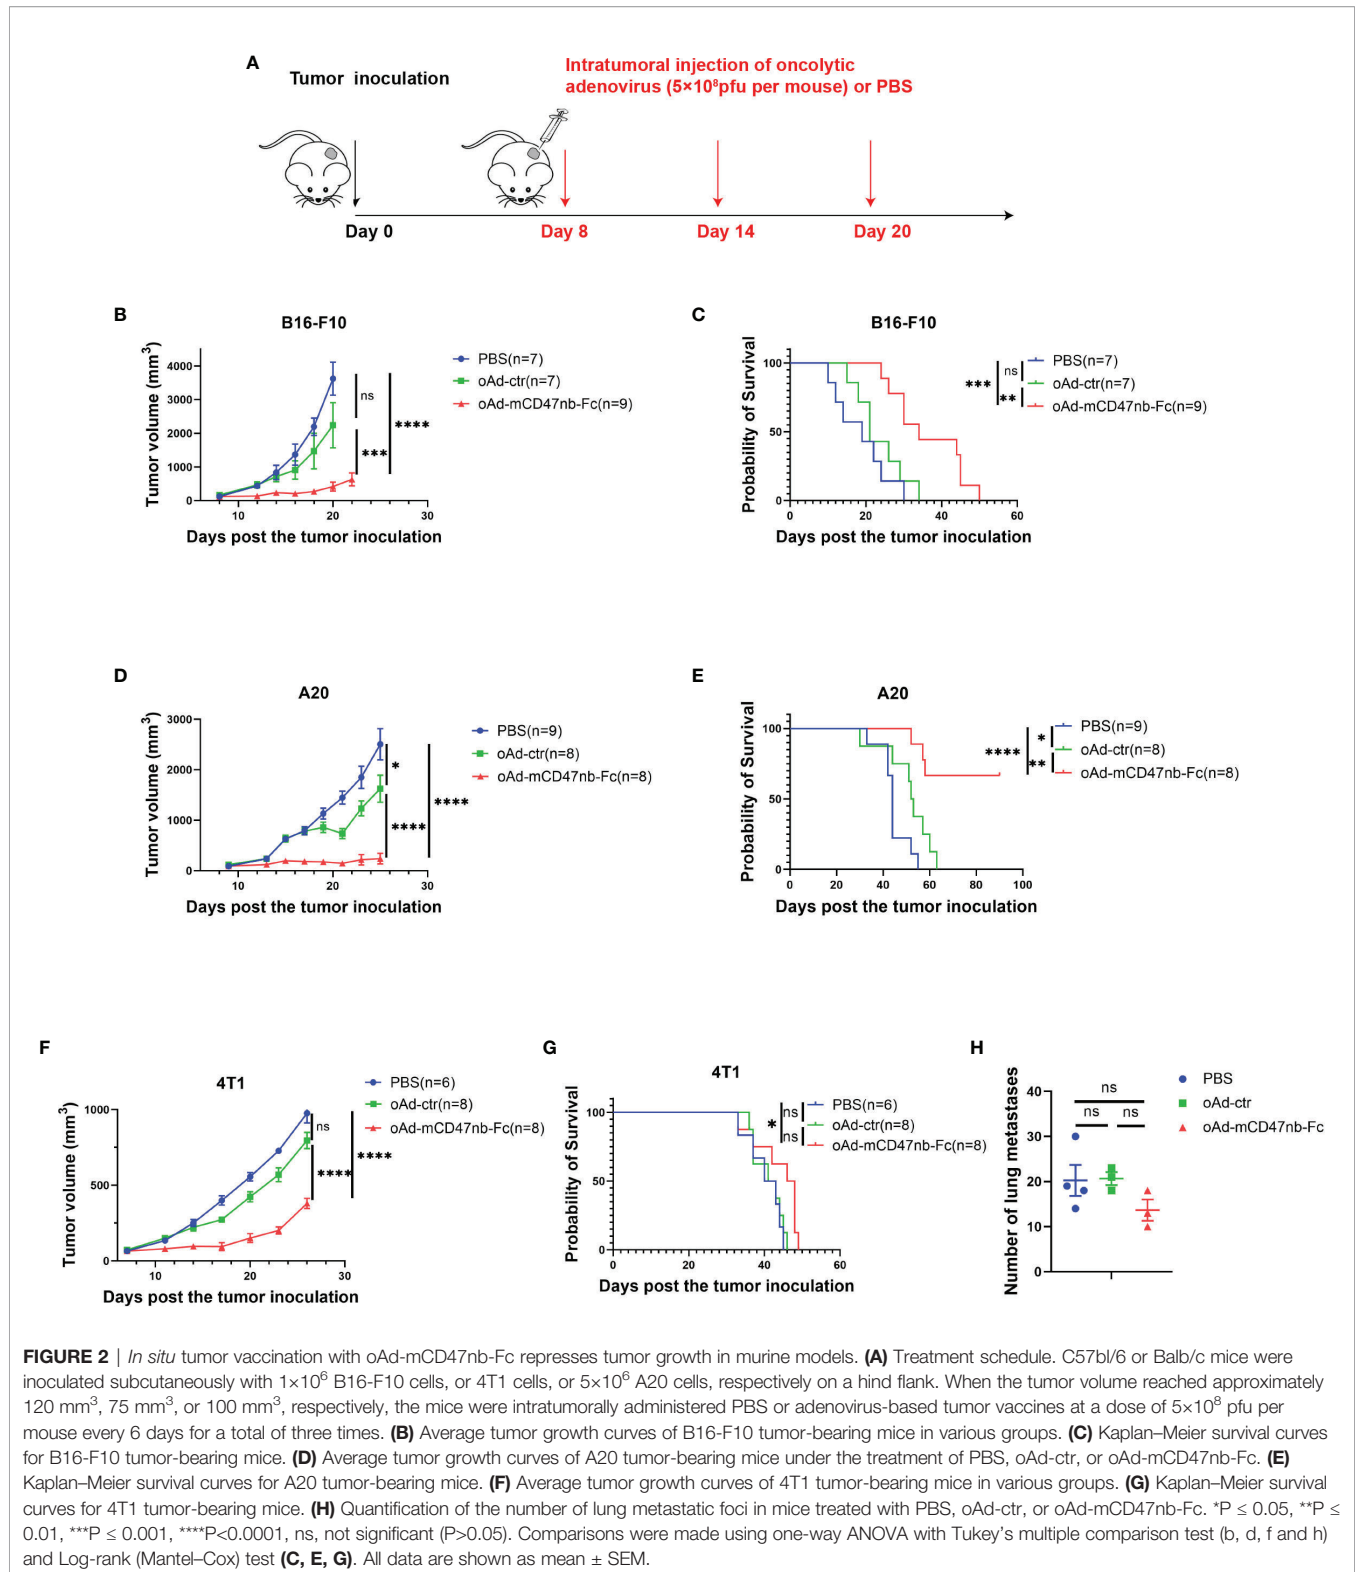 A
Tumor inoculation
Intratumoral injection of oncolytic
adenovirus (5×10⁸pfu per mouse) or PBS
Day 0
Day 8
Day 14
Day 20
B
B16-F10
Tumor volume (mm³)
4000
3000
2000
1000
0
10
20
30
Days post the tumor inoculation
PBS(n=7)
oAd-ctr(n=7)
oAd-mCD47nb-Fc(n=9)
ns
***
****
C
B16-F10
Probability of Survival
100
50
0
0
20
40
60
Days post the tumor inoculation
***
ns
**
PBS(n=7)
oAd-ctr(n=7)
oAd-mCD47nb-Fc(n=9)
D
A20
Tumor volume (mm³)
3000
2000
1000
0
10
20
30
Days post the tumor inoculation
PBS(n=9)
oAd-ctr(n=8)
oAd-mCD47nb-Fc(n=8)
*
****
****
E
A20
Probability of Survival
100
50
0
0
20
40
60
80
100
Days post the tumor inoculation
****
*
**
PBS(n=9)
oAd-ctr(n=8)
oAd-mCD47nb-Fc(n=8)
F
4T1
Tumor volume (mm³)
1000
500
0
10
20
30
Days post the tumor inoculation
PBS(n=6)
oAd-ctr(n=8)
oAd-mCD47nb-Fc(n=8)
ns
****
****
G
4T1
Probability of Survival
100
50
0
0
20
40
60
Days post the tumor inoculation
*
ns
ns
PBS(n=6)
oAd-ctr(n=8)
oAd-mCD47nb-Fc(n=8)
H
Number of lung metastases
40
30
20
10
0
ns
ns
ns
PBS
oAd-ctr
oAd-mCD47nb-Fc
FIGURE 2 | In situ tumor vaccination with oAd-mCD47nb-Fc represses tumor growth in murine models. (A) Treatment schedule. C57bl/6 or Balb/c mice were
inoculated subcutaneously with 1×10⁶ B16-F10 cells, or 4T1 cells, or 5×10⁶ A20 cells, respectively on a hind flank. When the tumor volume reached approximately
120 mm³, 75 mm³, or 100 mm³, respectively, the mice were intratumorally administered PBS or adenovirus-based tumor vaccines at a dose of 5×10⁸ pfu per
mouse every 6 days for a total of three times. (B) Average tumor growth curves of B16-F10 tumor-bearing mice in various groups. (C) Kaplan–Meier survival curves
for B16-F10 tumor-bearing mice. (D) Average tumor growth curves of A20 tumor-bearing mice under the treatment of PBS, oAd-ctr, or oAd-mCD47nb-Fc. (E)
Kaplan–Meier survival curves for A20 tumor-bearing mice. (F) Average tumor growth curves of 4T1 tumor-bearing mice in various groups. (G) Kaplan–Meier survival
curves for 4T1 tumor-bearing mice. (H) Quantification of the number of lung metastatic foci in mice treated with PBS, oAd-ctr, or oAd-mCD47nb-Fc. *P ≤ 0.05, **P ≤
0.01, ***P ≤ 0.001, ****P<0.0001, ns, not significant (P>0.05). Comparisons were made using one-way ANOVA with Tukey's multiple comparison test (b, d, f and h)
and Log-rank (Mantel–Cox) test (C, E, G). All data are shown as mean ± SEM.